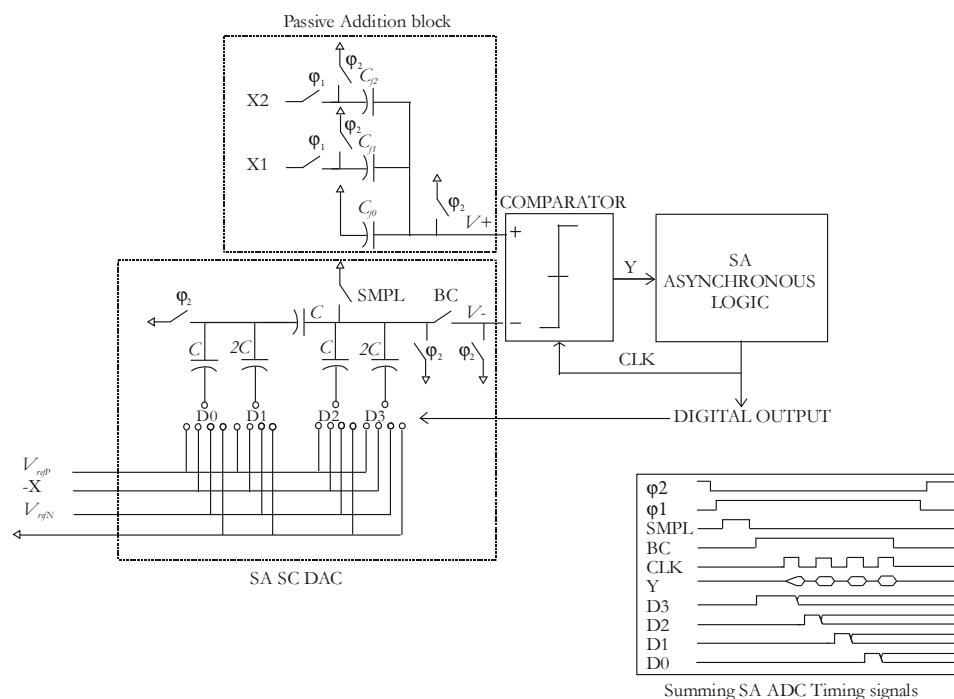 Passive Addition block
φ2
Cf2
φ1
X2
φ2
φ1
Cf1
X1
Cf0
φ2
V+
COMPARATOR
+
SA
ASYNCHRONOUS
LOGIC
Y
SMPL
BC
V-
−
φ2
C
C
2C
C
2C
φ2
φ2
CLK
D0
D1
D2
D3
DIGITAL OUTPUT
VrefP
-X
VrefN
SA SC DAC
φ2
φ1
SMPL
BC
CLK
Y
D3
D2
D1
D0
Summing SA ADC Timing signals